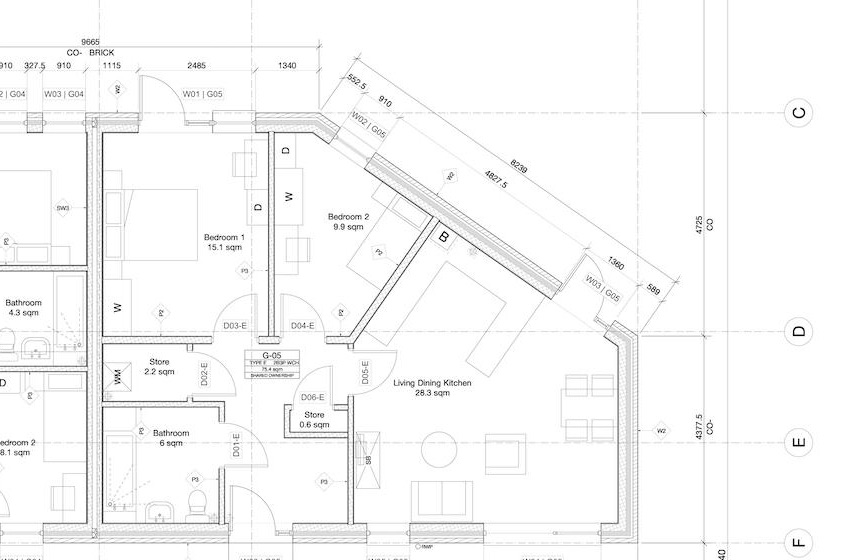 9665
CO- BRICK
910 327.5 910 1115 2485 1340
552.5
910
G04 W03 | G04 W2 W01 | G05
W02 | G05
C
8239
4827.5
W2
D
W
D
SW3
Bedroom 1
15.1 sqm
Bedroom 2
9.9 sqm
4725
CO
B
P3
P3
P2
1360
589
W03 | G05
Bathroom
4.3 sqm
W
P2
P2
D03-E
D04-E
D
G-05
75.4 sqm
SHARED OWNERSHIP
Store
2.2 sqm
WM
D02-E
D05-E
D
P3
Living Dining Kitchen
28.3 sqm
D06-E
Store
0.6 sqm
4377.5
CO-
Bathroom
6 sqm
P3
D01-E
W2
E
edroom 2
8.1 sqm
SB
P3
P3
RWP
F
40